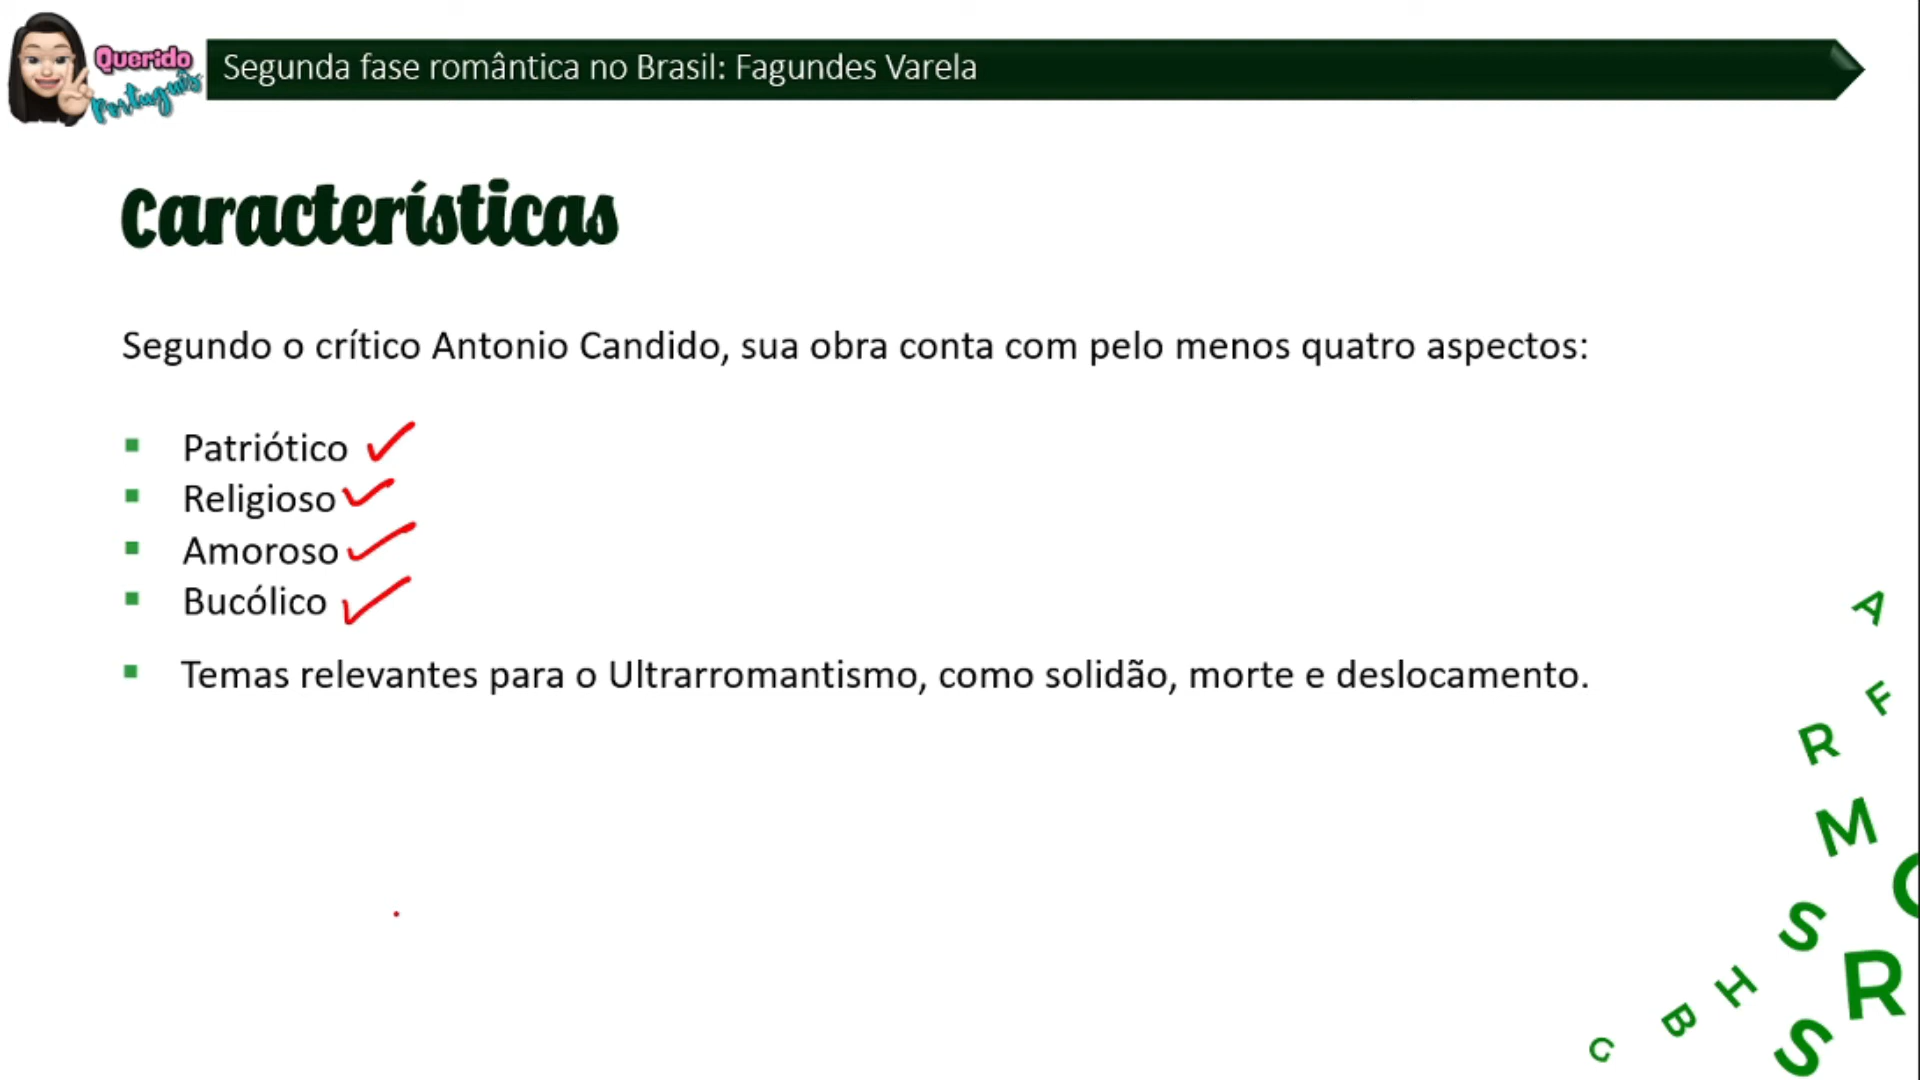 Querido
Português
Segunda fase romântica no Brasil: Fagundes Varela
Características
Segundo o crítico Antonio Candido, sua obra conta com pelo menos quatro aspectos:
Patriótico
Religioso
Amoroso
Bucólico
Temas relevantes para o Ultrarromantismo, como solidão, morte e deslocamento.
A
F
R
M
S
R
H
B
S
G